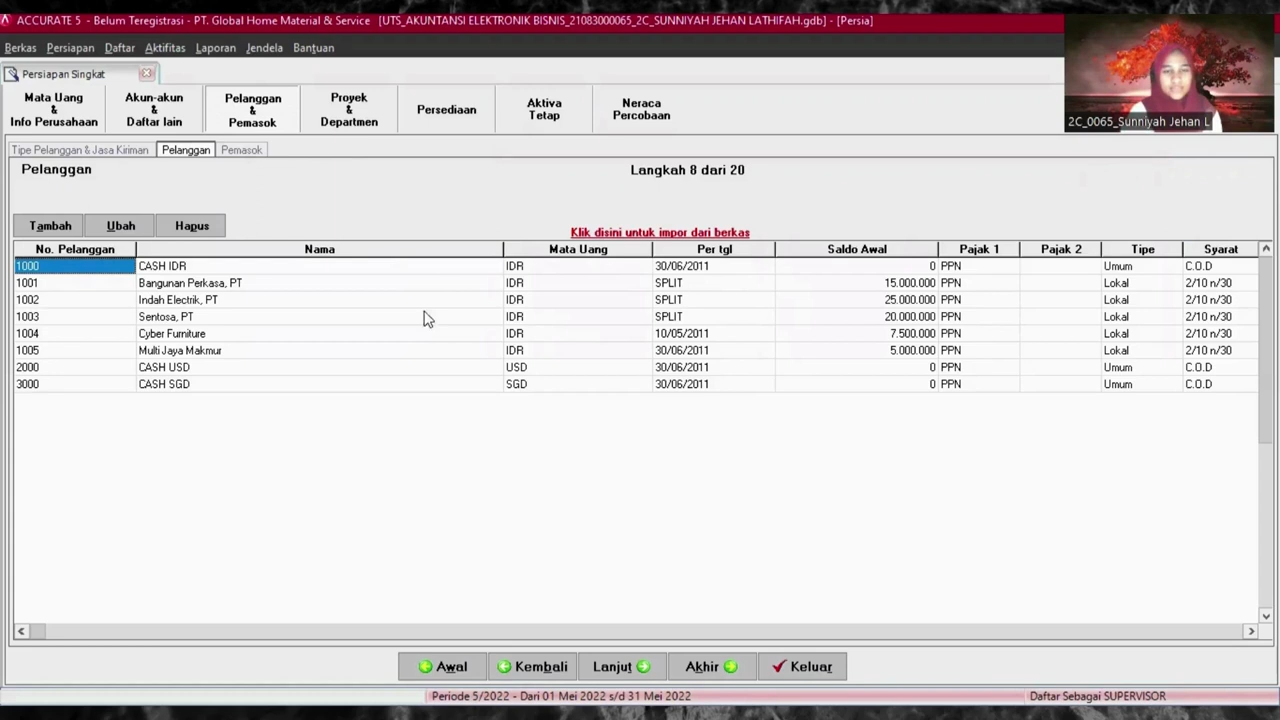 ACCURATE 5 - Belum Teregistrasi - PT. Global Home Material & Service [UTS_AKUNTANSI ELEKTRONIK BISNIS_21083000065_2C_SUNNIYAH JEHAN LATHIFAH.gdb] - [Persia
Berkas Persiapan Daftar Aktifitas Laporan Jendela Bantuan
Persiapan Singkat
Mata Uang & Info Perusahaan
Akun-akun & Daftar lain
Pelanggan & Pemasok
Proyek & Departmen
Persediaan
Aktiva Tetap
Neraca Percobaan
2C_0065_Sunniyah Jehan L
Tipe Pelanggan & Jasa Kiriman Pelanggan Pemasok
Pelanggan Langkah 8 dari 20
Tambah Ubah Hapus
Klik disini untuk impor dari berkas
No. Pelanggan Nama Mata Uang Per tgl Saldo Awal Pajak 1 Pajak 2 Tipe Syarat
1000 CASH IDR IDR 30/06/2011 0 PPN Umum C.O.D
1001 Bangunan Perkasa, PT IDR SPLIT 15.000.000 PPN Lokal 2/10 n/30
1002 Indah Electrik, PT IDR SPLIT 25.000.000 PPN Lokal 2/10 n/30
1003 Sentosa, PT IDR SPLIT 20.000.000 PPN Lokal 2/10 n/30
1004 Cyber Furniture IDR 10/05/2011 7.500.000 PPN Lokal 2/10 n/30
1005 Multi Jaya Makmur IDR 30/06/2011 5.000.000 PPN Lokal 2/10 n/30
2000 CASH USD USD 30/06/2011 0 PPN Umum C.O.D
3000 CASH SGD SGD 30/06/2011 0 PPN Umum C.O.D
Awal Kembali Lanjut Akhir Keluar
Periode 5/2022 - Dari 01 Mei 2022 s/d 31 Mei 2022 Daftar Sebagai SUPERVISOR